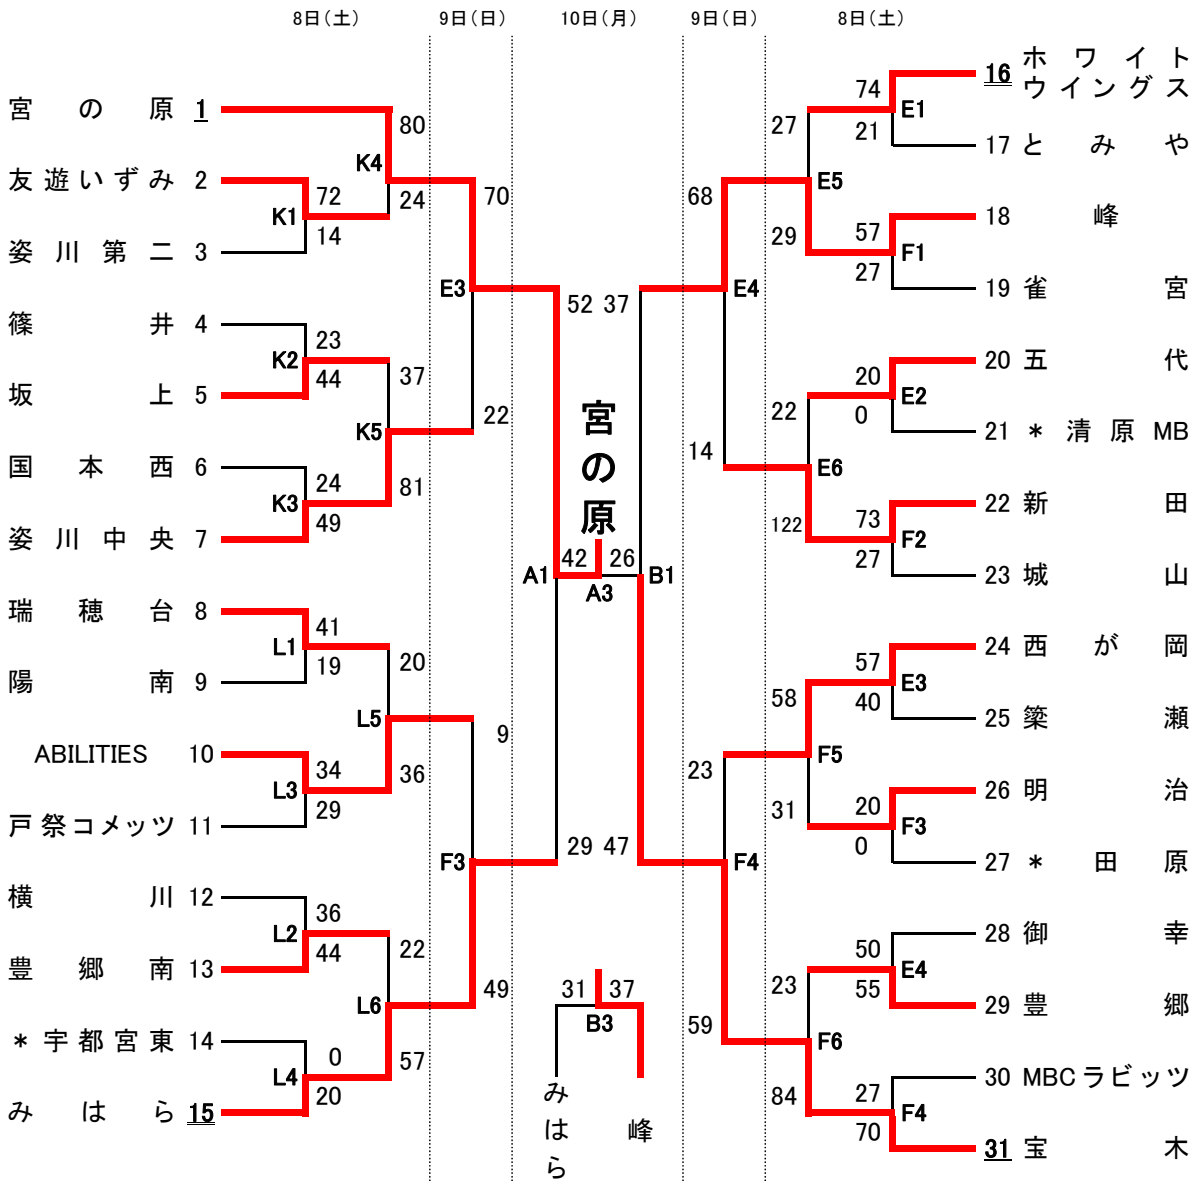 8日（土） 9日（日） 10日（月） 9日（日） 8日（土）
宮の原 1
友遊いずみ 2
姿川第二 3
篠井 4
坂上 5
国本西 6
姿川中央 7
瑞穂台 8
陽南 9
ABILITIES 10
戸祭コメッツ 11
横川 12
豊郷南 13
＊宇都宮東 14
みはら 15
K1 72 14
K2 23 44
K3 24 49
L1 41 19
L3 34 29
L2 36 44
L4 0 20
K4 80 24
K5 37 81
L5 20 36
L6 22 57
E3 70 22
F3 9 49
A1 52 29
宮の原
42 26
A3
31 37
B3
みはら
峰
B1 37 47
E4 68 14
F4 23 59
E5 27 29
E6 22 122
F5 58 31
F6 23 84
E1 74 21
F1 57 27
E2 20 0
F2 73 27
E3 57 40
F3 20 0
E4 50 55
F4 27 70
16 ホワイト
ウイングス
17 とみや
18 峰
19 雀宮
20 五代
21 ＊清原MB
22 新田
23 城山
24 西が岡
25 簗瀬
26 明治
27 ＊田原
28 御幸
29 豊郷
30 MBCラビッツ
31 宝木